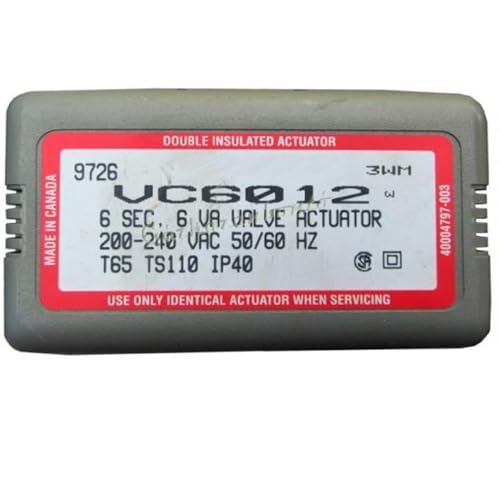 DOUBLE INSULATED ACTUATOR
9726 3WM
VC6012 3
6 SEC, 6 VA VALVE ACTUATOR
200-240 VAC 50/60 HZ
T65 TS110 IP40
USE ONLY IDENTICAL ACTUATOR WHEN SERVICING
MADE IN CANADA
40004797-003